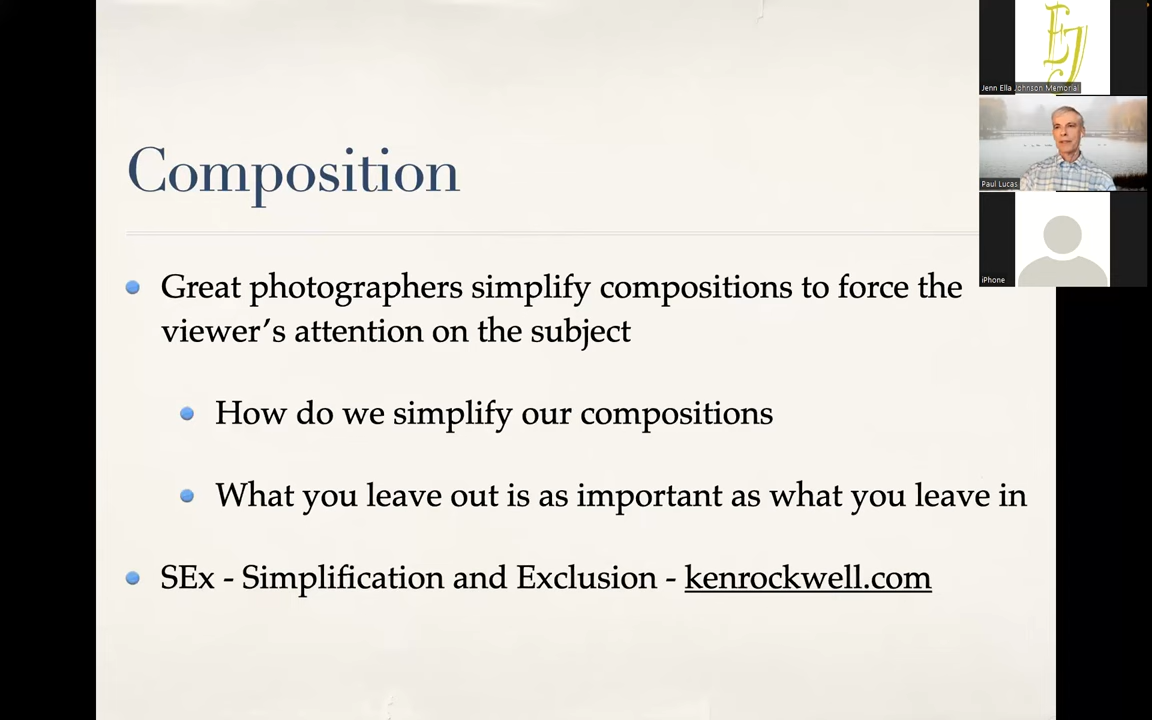 Composition
Great photographers simplify compositions to force the
viewer’s attention on the subject
How do we simplify our compositions
What you leave out is as important as what you leave in
SEx - Simplification and Exclusion - kenrockwell.com
EJ
Jenn Ella Johnson Memorial
Paul Lucas
iPhone